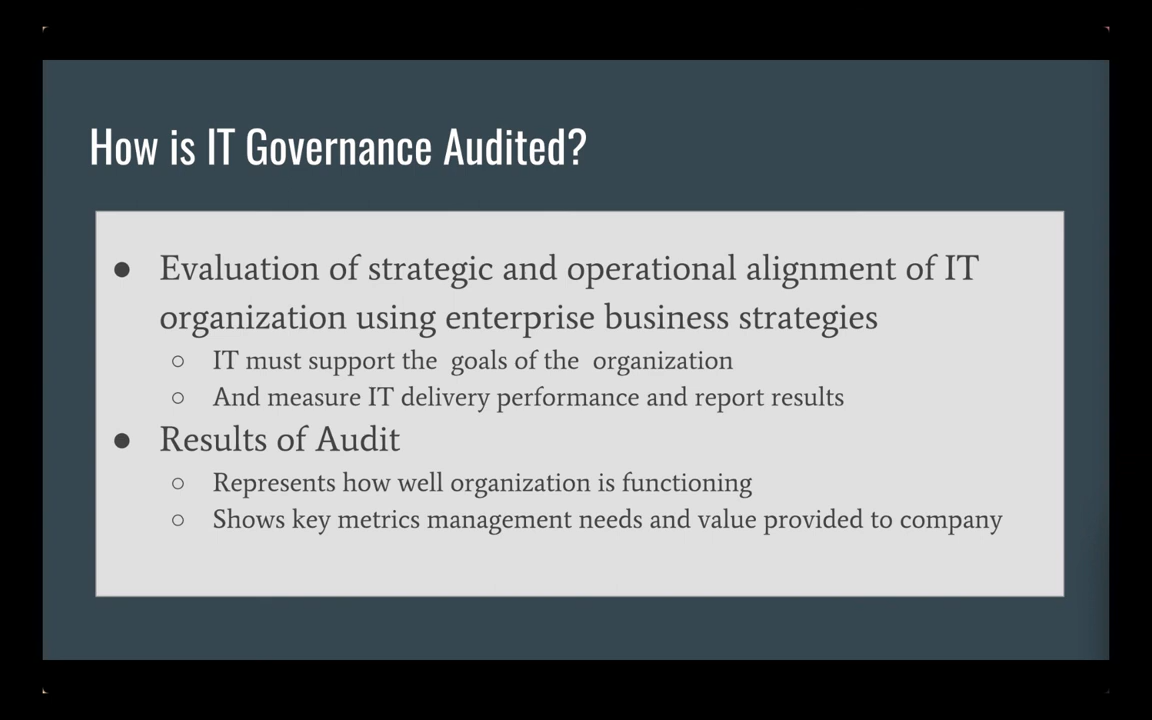 How is IT Governance Audited?
● Evaluation of strategic and operational alignment of IT
organization using enterprise business strategies
○ IT must support the  goals of the  organization
○ And measure IT delivery performance and report results
● Results of Audit
○ Represents how well organization is functioning
○ Shows key metrics management needs and value provided to company